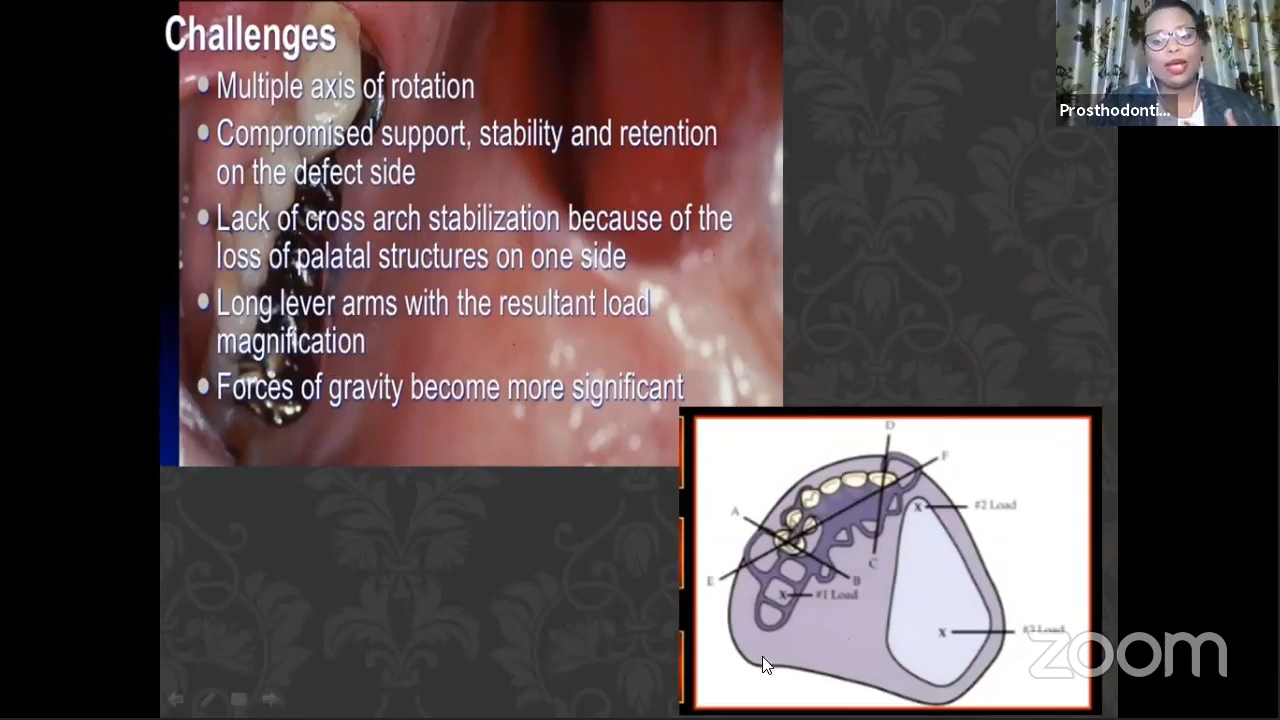 Challenges
Multiple axis of rotation
Compromised support, stability and retention
on the defect side
Lack of cross arch stabilization because of the
loss of palatal structures on one side
Long lever arms with the resultant load
magnification
Forces of gravity become more significant
Prosthodonti...
D
F
A
X
#2 Load
C
E
B
X
#1 Load
X
#3 Load
zoom